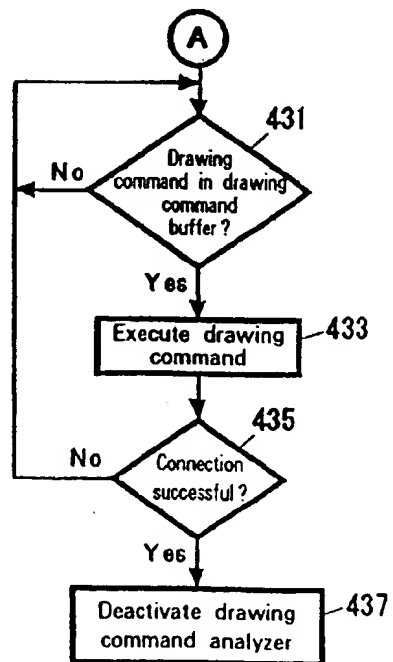 A
431
Drawing
command in drawing
command
buffer?
No
Yes
Execute drawing
command
433
435
Connection
successful?
No
Yes
Deactivate drawing
command analyzer
437